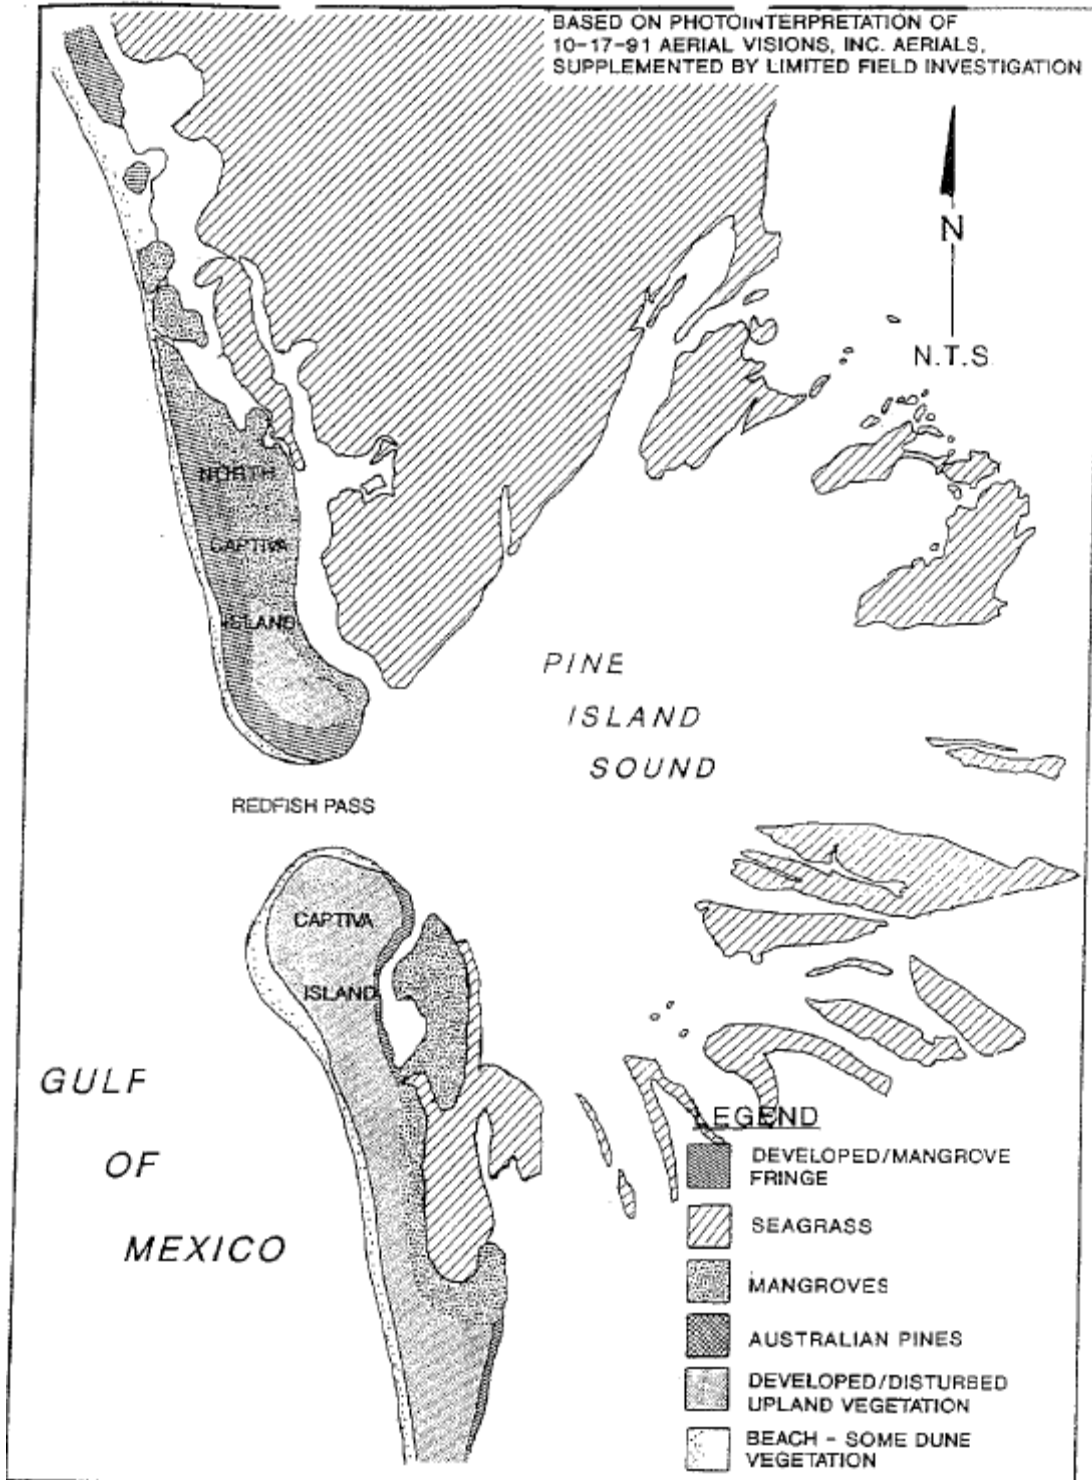 BASED ON PHOTOINTERPRETATION OF
10-17-91 AERIAL VISIONS, INC. AERIALS,
SUPPLEMENTED BY LIMITED FIELD INVESTIGATION
N
N.T.S.
NORTH
CAPTIVA
ISLAND
PINE
ISLAND
SOUND
REDFISH PASS
CAPTIVA
ISLAND
GULF
OF
MEXICO
LEGEND
DEVELOPED/MANGROVE
FRINGE
SEAGRASS
MANGROVES
AUSTRALIAN PINES
DEVELOPED/DISTURBED
UPLAND VEGETATION
BEACH - SOME DUNE
VEGETATION